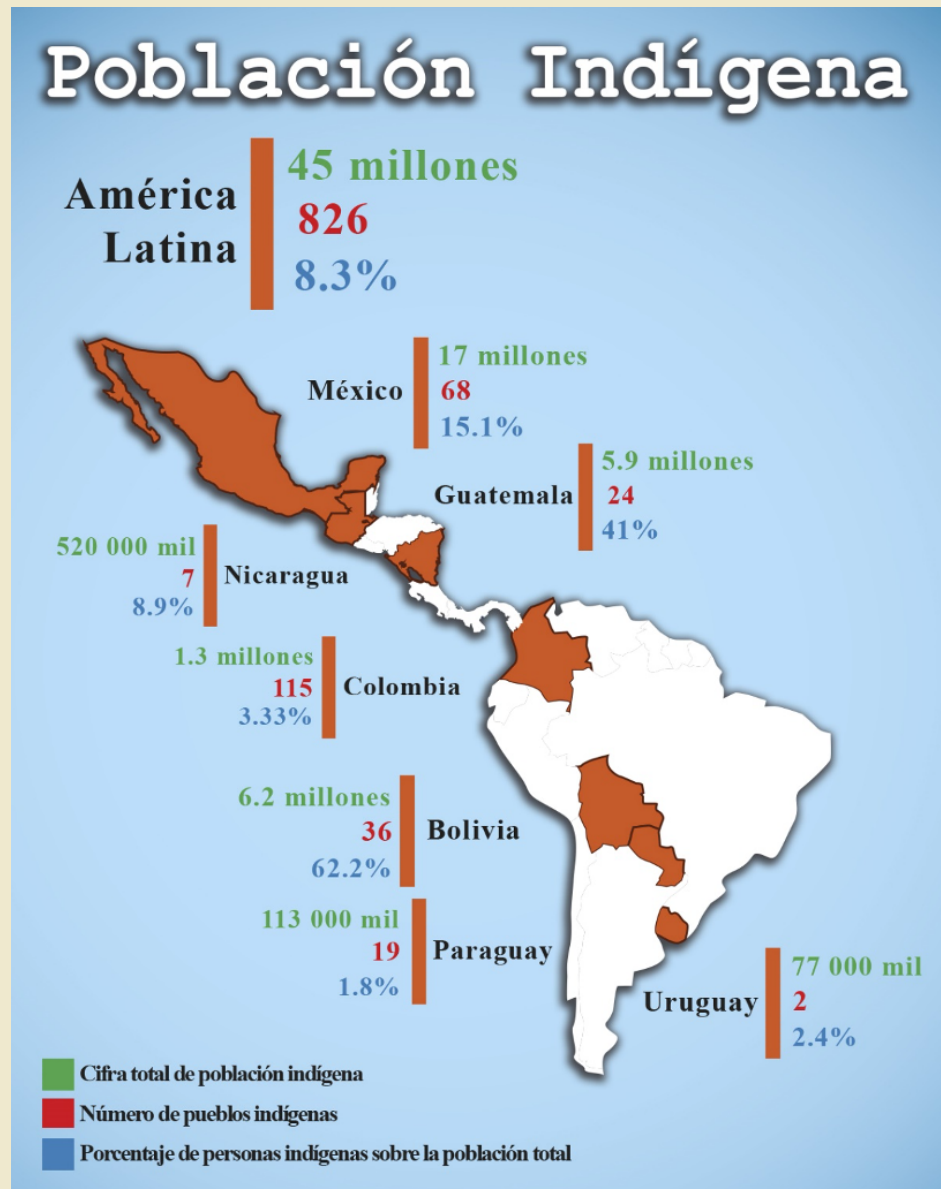 Población Indígena
América
Latina
45 millones
826
8.3%
México
17 millones
68
15.1%
Guatemala
5.9 millones
24
41%
520 000 mil
7
8.9%
Nicaragua
1.3 millones
115
3.33%
Colombia
6.2 millones
36
62.2%
Bolivia
113 000 mil
19
1.8%
Paraguay
Uruguay
77 000 mil
2
2.4%
Cifra total de población indígena
Número de pueblos indígenas
Porcentaje de personas indígenas sobre la población total